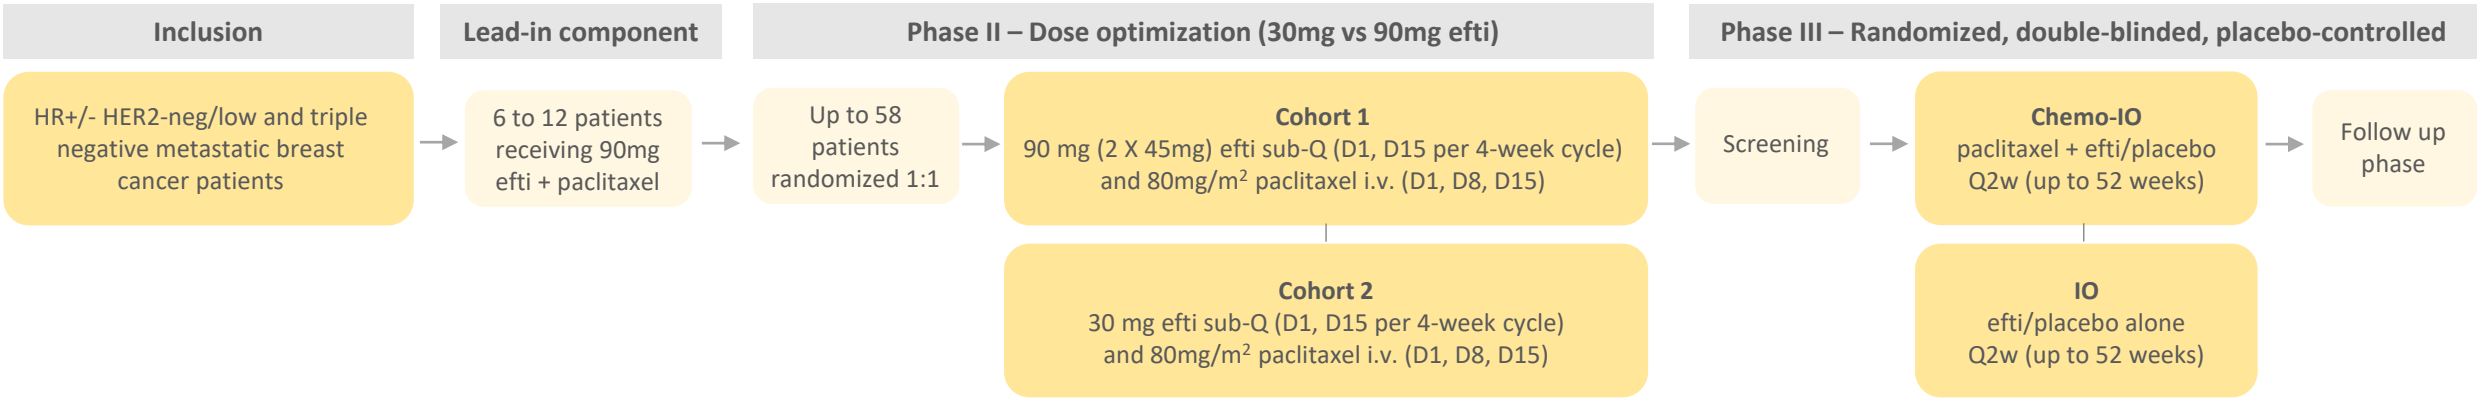 Inclusion
Lead-in component
Phase II – Dose optimization (30mg vs 90mg efti)
Phase III – Randomized, double-blinded, placebo-controlled
HR+/- HER2-neg/low and triple
negative metastatic breast
cancer patients
6 to 12 patients
receiving 90mg
efti + paclitaxel
Up to 58
patients
randomized 1:1
Cohort 1
90 mg (2 X 45mg) efti sub-Q (D1, D15 per 4-week cycle)
and 80mg/m² paclitaxel i.v. (D1, D8, D15)
Cohort 2
30 mg efti sub-Q (D1, D15 per 4-week cycle)
and 80mg/m² paclitaxel i.v. (D1, D8, D15)
Screening
Chemo-IO
paclitaxel + efti/placebo
Q2w (up to 52 weeks)
IO
efti/placebo alone
Q2w (up to 52 weeks)
Follow up
phase